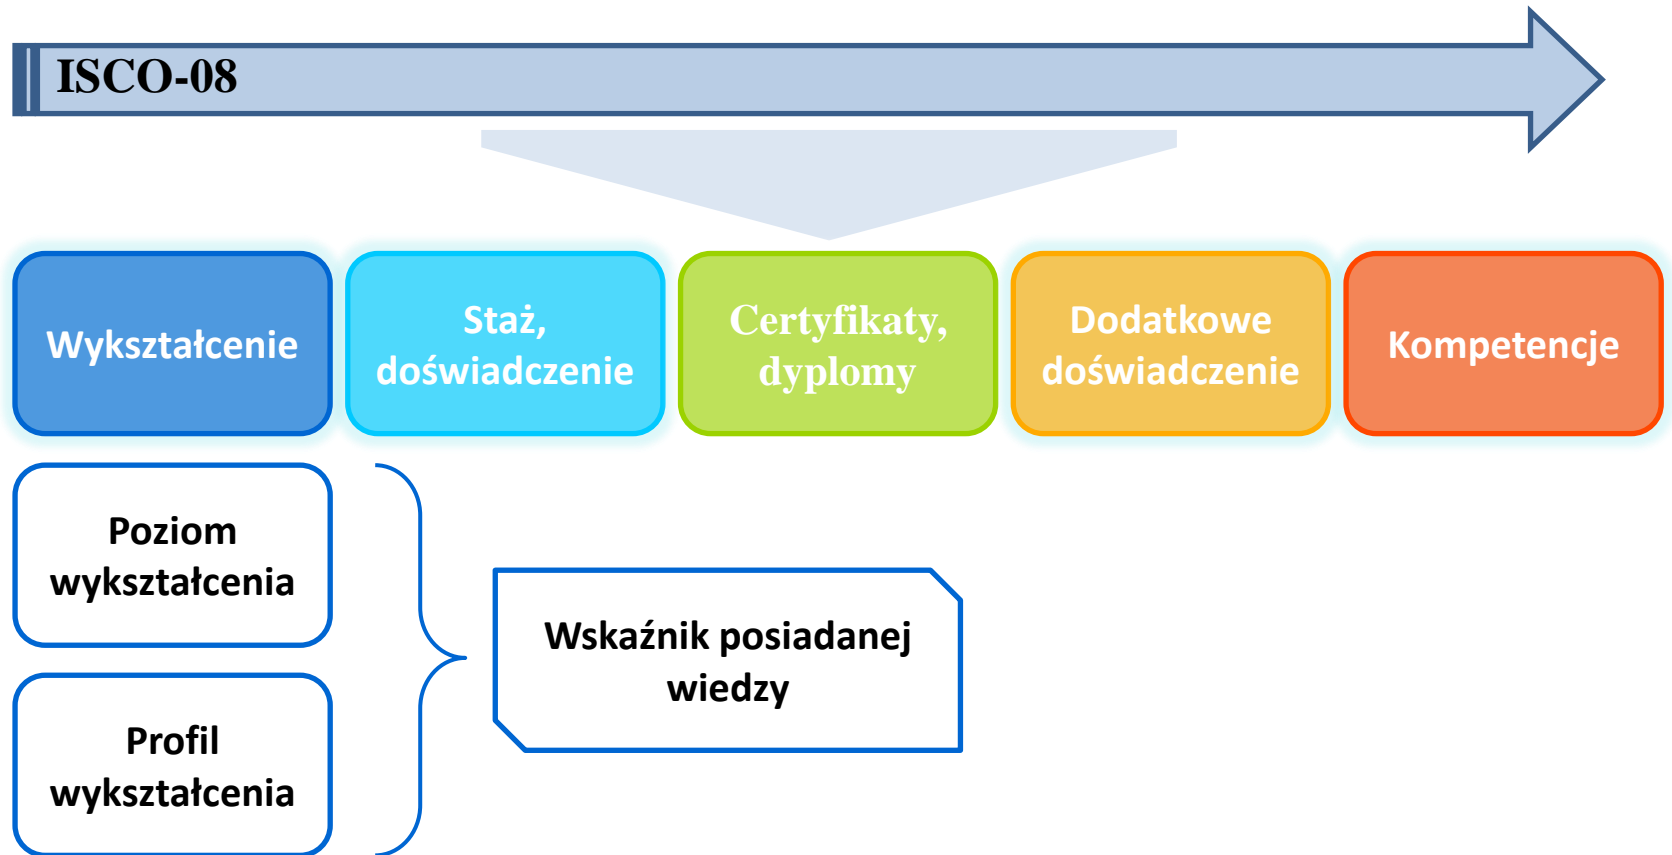 ISCO-08
Wykształcenie
Staż,
doświadczenie
Certyfikaty,
dyplomy
Dodatkowe
doświadczenie
Kompetencje
Poziom
wykształcenia
Wskaźnik posiadanej
wiedzy
Profil
wykształcenia